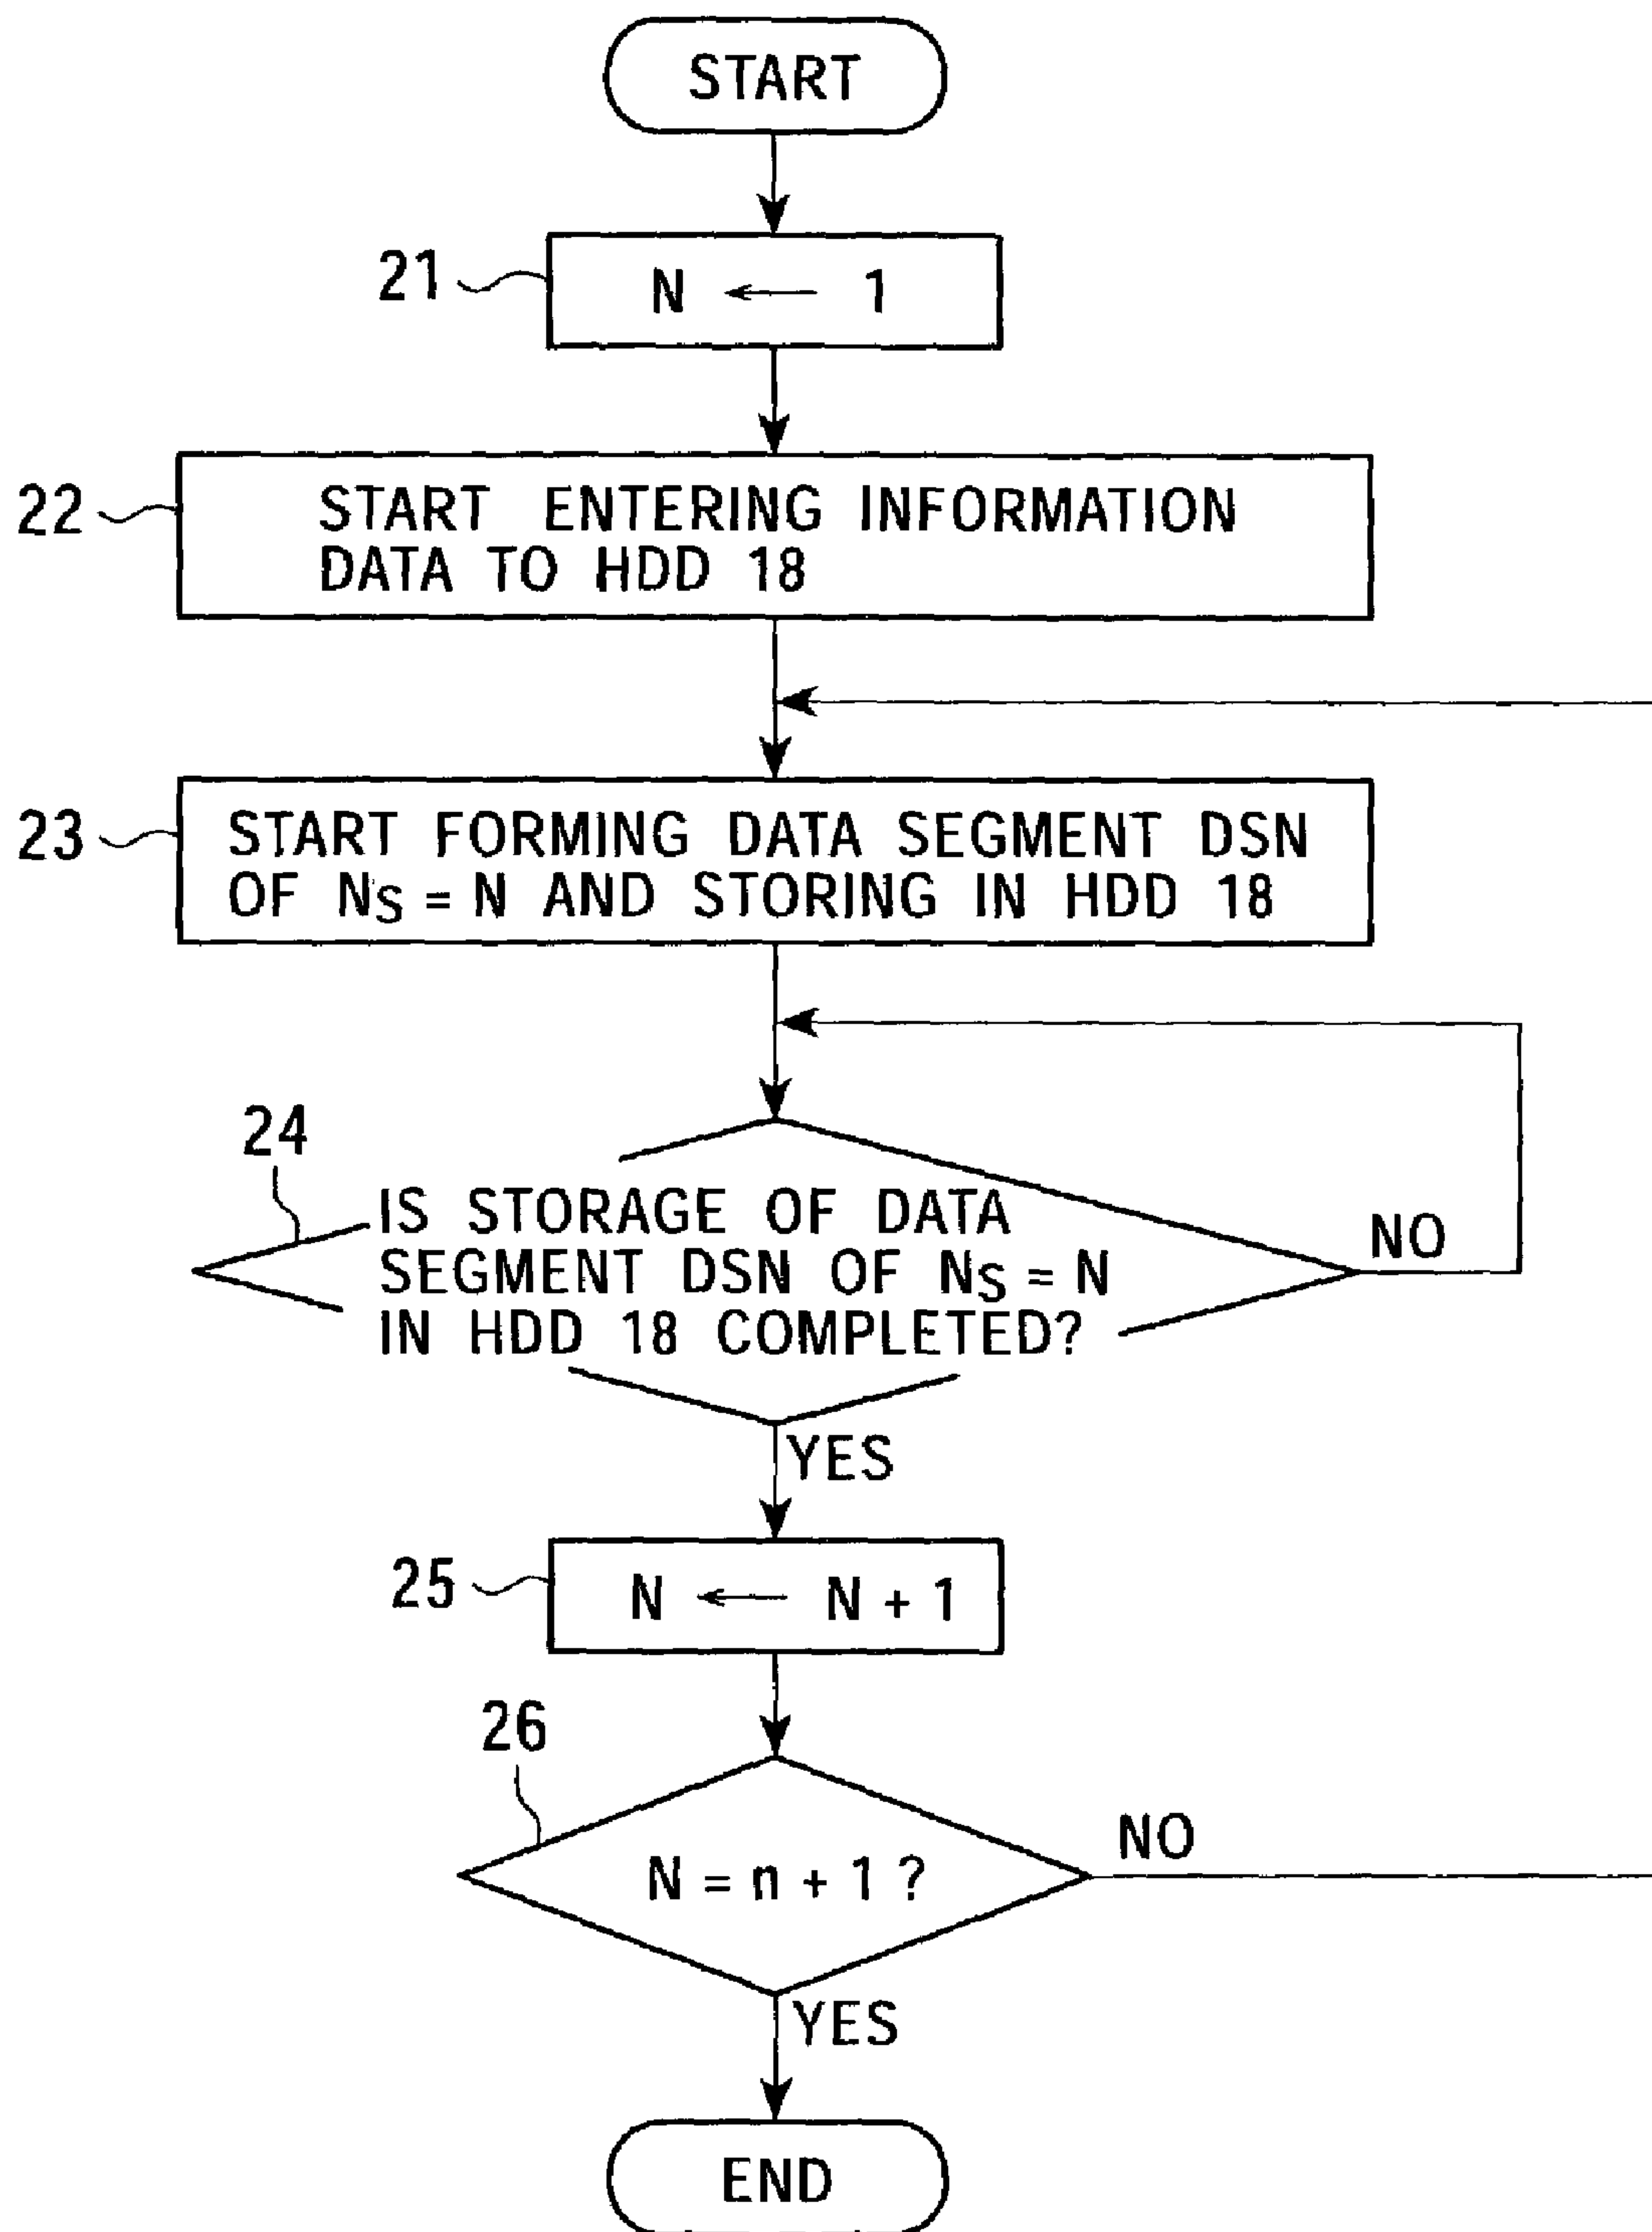 START
21
N ← 1
22
START ENTERING INFORMATION
DATA TO HDD 18
23
START FORMING DATA SEGMENT DSN
OF NS = N AND STORING IN HDD 18
24
IS STORAGE OF DATA
SEGMENT DSN OF NS = N
IN HDD 18 COMPLETED?
NO
YES
25
N ← N + 1
26
N = n + 1 ?
NO
YES
END